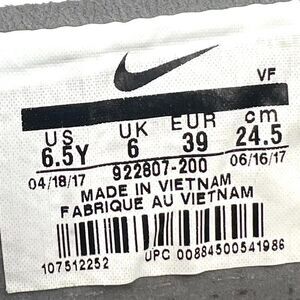 VF
US UK EUR cm
6.5Y 6 39 24.5
04/18/17 922807-200 06/16/17
MADE IN VIETNAM
FABRIQUE AU VIETNAM
107512252 UPC 00884500541986